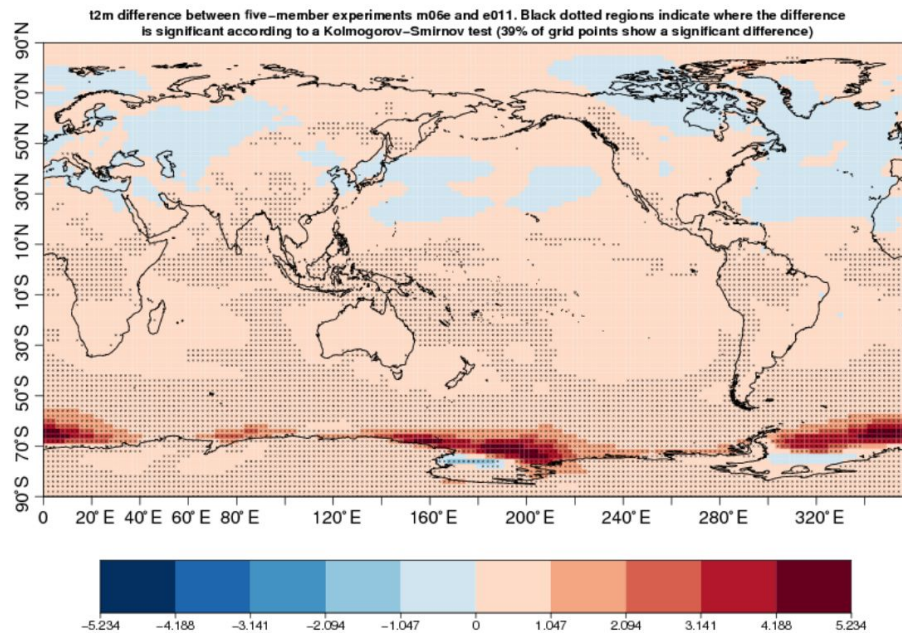 t2m difference between five−member experiments m06e and e011. Black dotted regions indicate where the difference
is significant according to a Kolmogorov−Smirnov test (39% of grid points show a significant difference)
90°N
70°N
50°N
30°N
10°N
10°S
30°S
50°S
70°S
90°S
0 20°E 40°E 60°E 80°E 120°E 160°E 200°E 240°E 280°E 320°E
−5.234 −4.188 −3.141 −2.094 −1.047 0 1.047 2.094 3.141 4.188 5.234